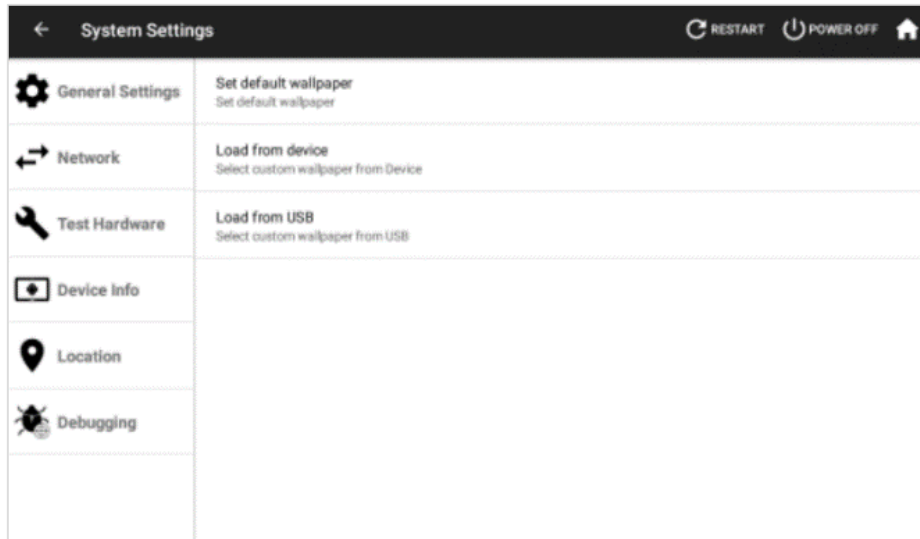 System Settings
RESTART
POWER OFF
General Settings
Network
Test Hardware
Device Info
Location
Debugging
Set default wallpaper
Set default wallpaper
Load from device
Select custom wallpaper from Device
Load from USB
Select custom wallpaper from USB